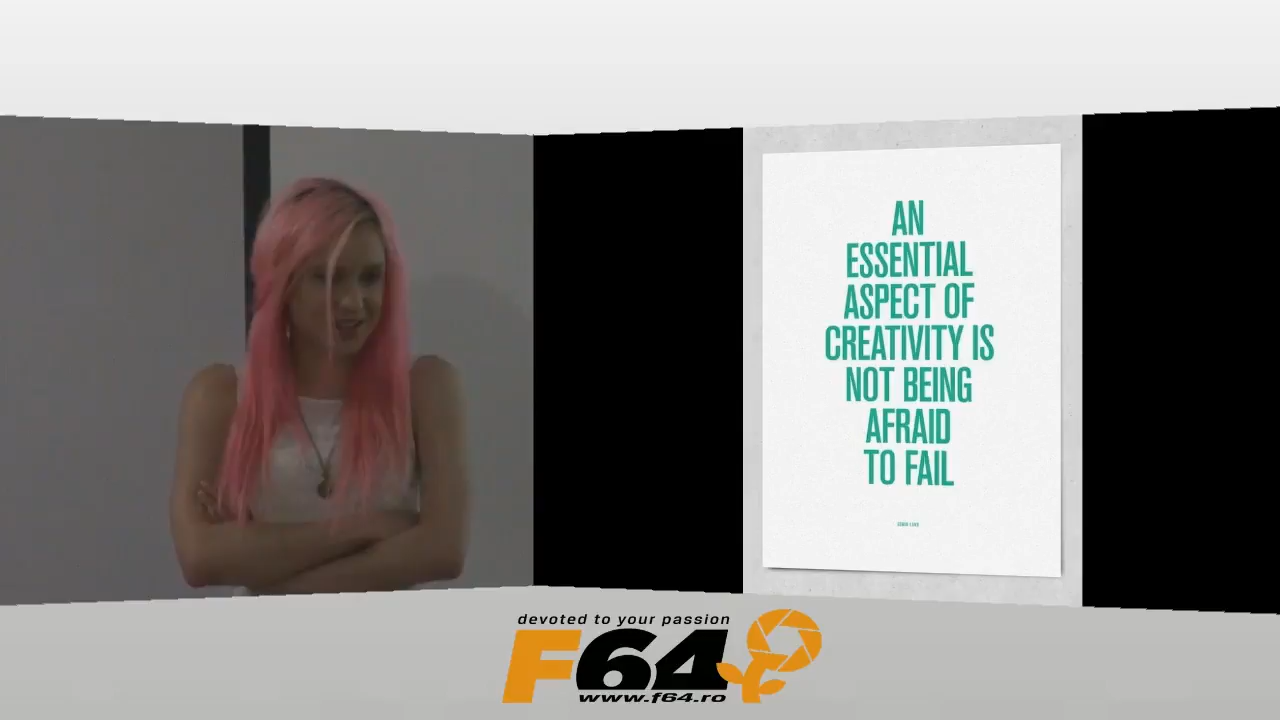 AN
ESSENTIAL
ASPECT OF
CREATIVITY IS
NOT BEING
AFRAID
TO FAIL
devoted to your passion
F64
www.f64.ro